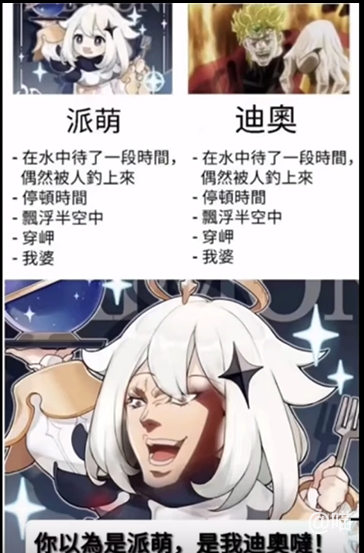 派萌
- 在水中待了一段時間，
偶然被人釣上來
- 停頓時間
- 飄浮半空中
- 穿岬
- 我婆
迪奧
- 在水中待了一段時間，
偶然被人釣上來
- 停頓時間
- 飄浮半空中
- 穿岬
- 我婆
你以為是派萌，是我迪奧噠！